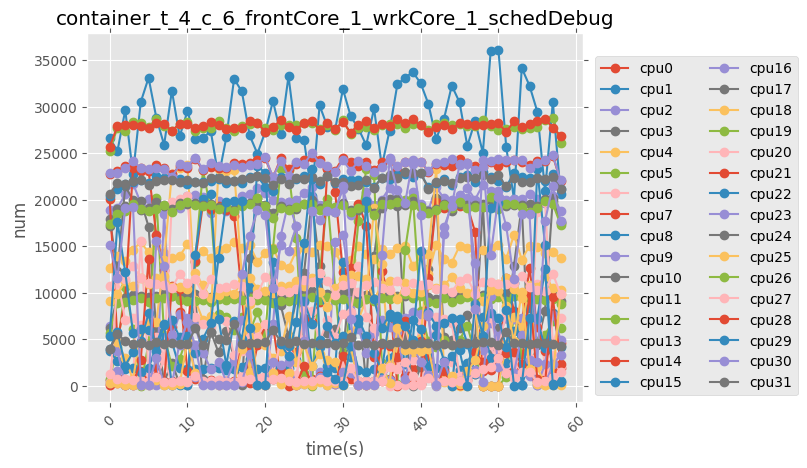 container_t_4_c_6_frontCore_1_wrkCore_1_schedDebug
35000
30000
25000
20000
15000
10000
5000
0
num
0
10
20
30
40
50
60
time(s)
cpu0
cpu1
cpu2
cpu3
cpu4
cpu5
cpu6
cpu7
cpu8
cpu9
cpu10
cpu11
cpu12
cpu13
cpu14
cpu15
cpu16
cpu17
cpu18
cpu19
cpu20
cpu21
cpu22
cpu23
cpu24
cpu25
cpu26
cpu27
cpu28
cpu29
cpu30
cpu31